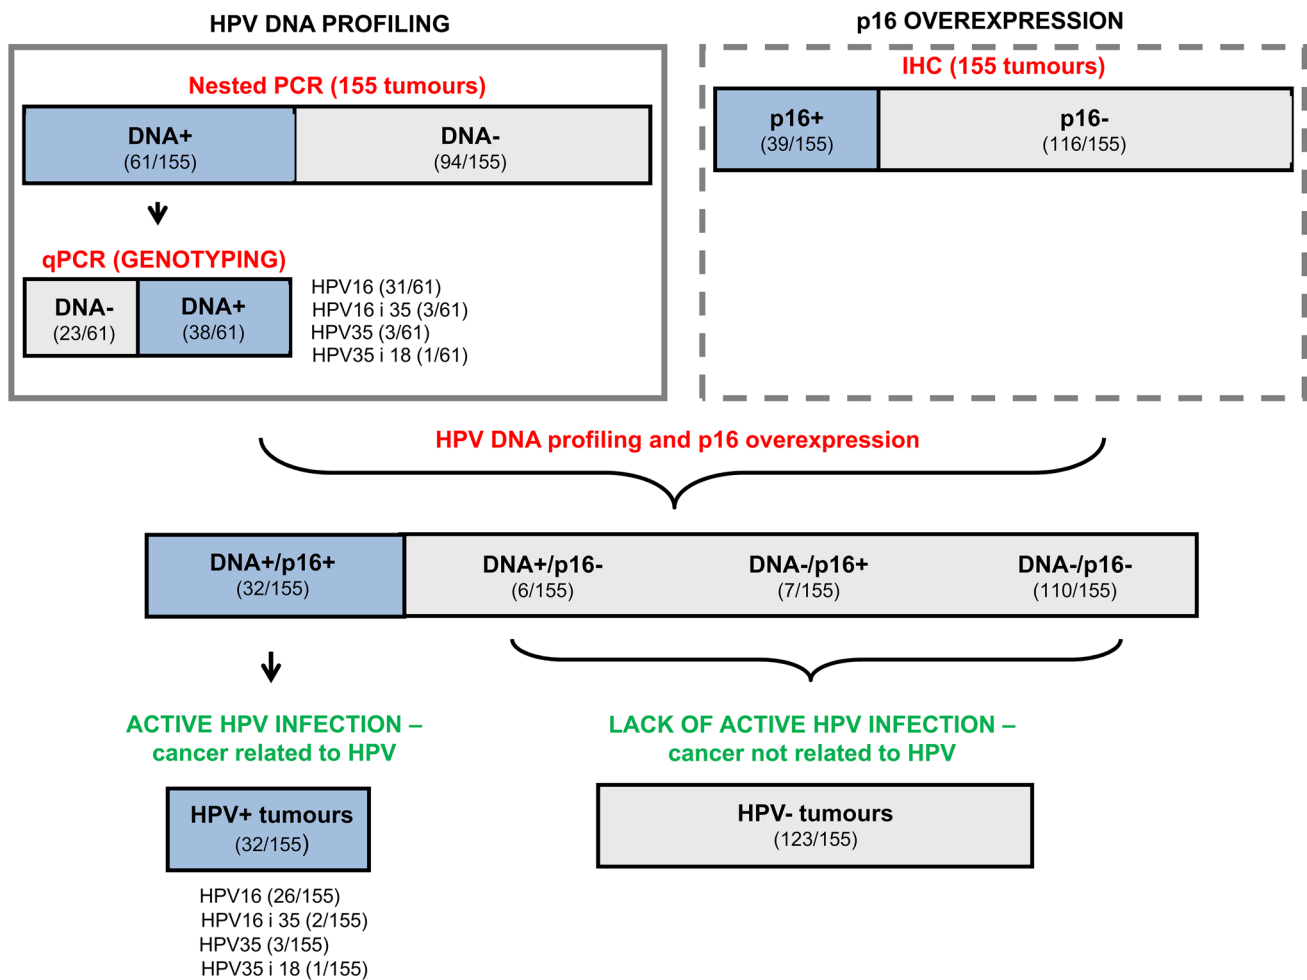 HPV DNA PROFILING
Nested PCR (155 tumours)
DNA+
(61/155)
DNA-
(94/155)
qPCR (GENOTYPING)
DNA-
(23/61)
DNA+
(38/61)
HPV16 (31/61)
HPV16 i 35 (3/61)
HPV35 (3/61)
HPV35 i 18 (1/61)
p16 OVEREXPRESSION
IHC (155 tumours)
p16+
(39/155)
p16-
(116/155)
HPV DNA profiling and p16 overexpression
DNA+/p16+
(32/155)
DNA+/p16-
(6/155)
DNA-/p16+
(7/155)
DNA-/p16-
(110/155)
ACTIVE HPV INFECTION –
cancer related to HPV
HPV+ tumours
(32/155)
HPV16 (26/155)
HPV16 i 35 (2/155)
HPV35 (3/155)
HPV35 i 18 (1/155)
LACK OF ACTIVE HPV INFECTION –
cancer not related to HPV
HPV- tumours
(123/155)